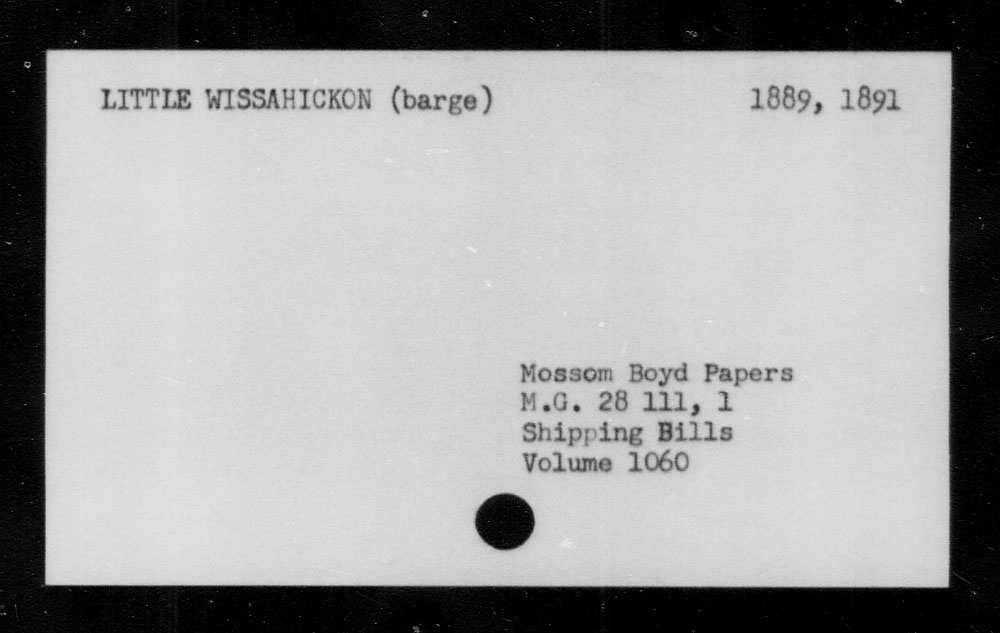 LITTLE WISSAHICKON (barge) 1889, 1891
Mossom Boyd Papers
M.G. 28 111, 1
Shipping Bills
Volume 1060